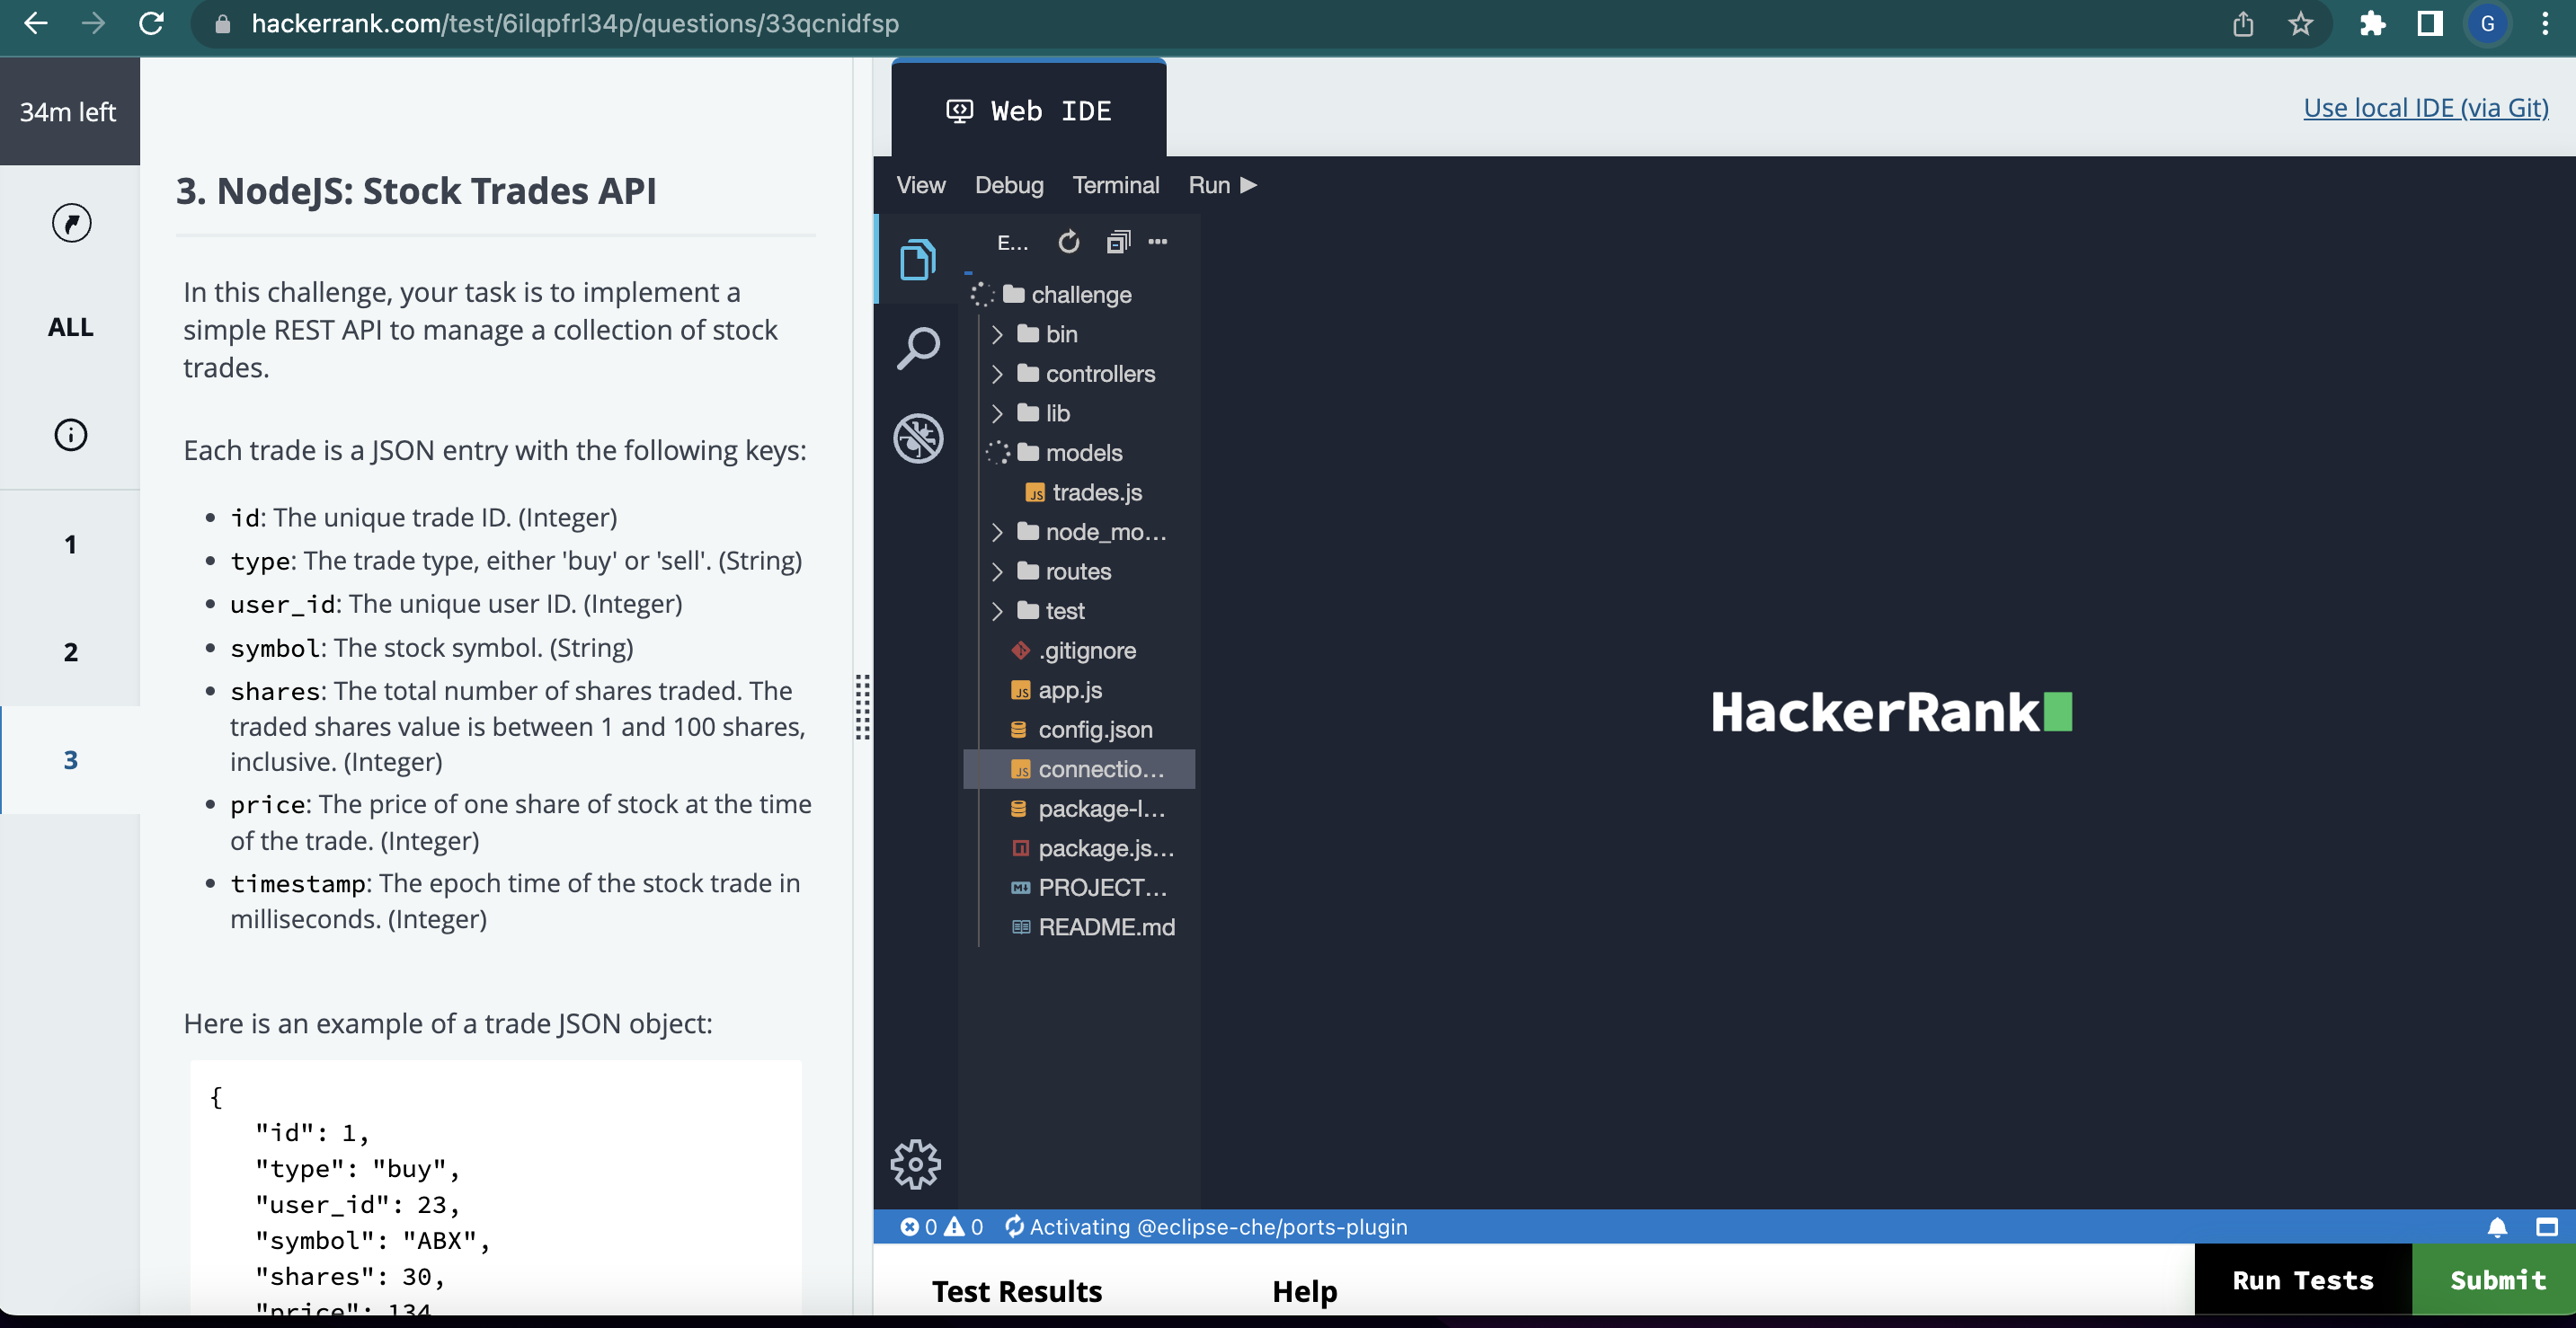 hackerrank.com/test/6ilqpfrl34p/questions/33qcnidfsp
G
34m left
ALL
1
2
3
3. NodeJS: Stock Trades API
In this challenge, your task is to implement a
simple REST API to manage a collection of stock
trades.
Each trade is a JSON entry with the following keys:
• id: The unique trade ID. (Integer)
• type: The trade type, either 'buy' or 'sell'. (String)
• user_id: The unique user ID. (Integer)
• symbol: The stock symbol. (String)
• shares: The total number of shares traded. The
traded shares value is between 1 and 100 shares,
inclusive. (Integer)
• price: The price of one share of stock at the time
of the trade. (Integer)
• timestamp: The epoch time of the stock trade in
milliseconds. (Integer)
Here is an example of a trade JSON object:
{
"id": 1,
"type": "buy",
"user_id": 23,
"symbol": "ABX",
"shares": 30,
"price": 134
Web IDE
Use local IDE (via Git)
View Debug Terminal Run
E...
challenge
bin
controllers
lib
models
JS trades.js
node_mo...
routes
test
.gitignore
JS app.js
config.json
JS connectio...
package-l...
package.js...
PROJECT...
README.md
HackerRank
0 0 Activating @eclipse-che/ports-plugin
Test Results Help
Run Tests Submit